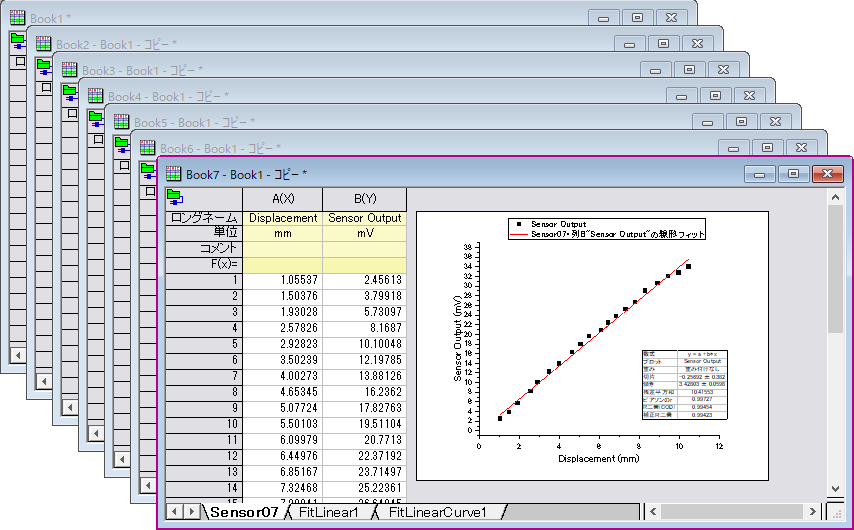 Book1 *
Book2 - Book1 - コピー *
Book3 - Book1 - コピー *
Book4 - Book1 - コピー *
Book5 - Book1 - コピー *
Book6 - Book1 - コピー *
Book7 - Book1 - コピー *
A(X) B(Y)
ロングネーム Displacement Sensor Output
単位 mm mV
コメント
F(x)=
1 1.05537 2.45613
2 1.50376 3.79918
3 1.93028 5.73097
4 2.57826 8.1687
5 2.92823 10.10048
6 3.50239 12.19785
7 4.00273 13.88126
8 4.65345 16.2362
9 5.07724 17.82763
10 5.50103 19.51104
11 6.09979 20.7713
12 6.44976 22.37192
13 6.85167 23.71497
14 7.32468 25.22361
Sensor Output
Sensor07・列B"Sensor Output"の線形フィット
38
36
34
32
30
28
26
24
22
20
18
16
14
12
10
8
6
4
2
0
Sensor Output (mV)
0 2 4 6 8 10 12
Displacement (mm)
数式 y = a + b*x
プロット Sensor Output
重み 重み付けなし
切片 -0.25692 ± 0.362
傾き 3.42803 ± 0.0598
残差平方和 10.41553
ピアソンのr 0.99727
R二乗(COD) 0.99454
補正R二乗 0.99423
Sensor07 FitLinear1 FitLinearCurve1